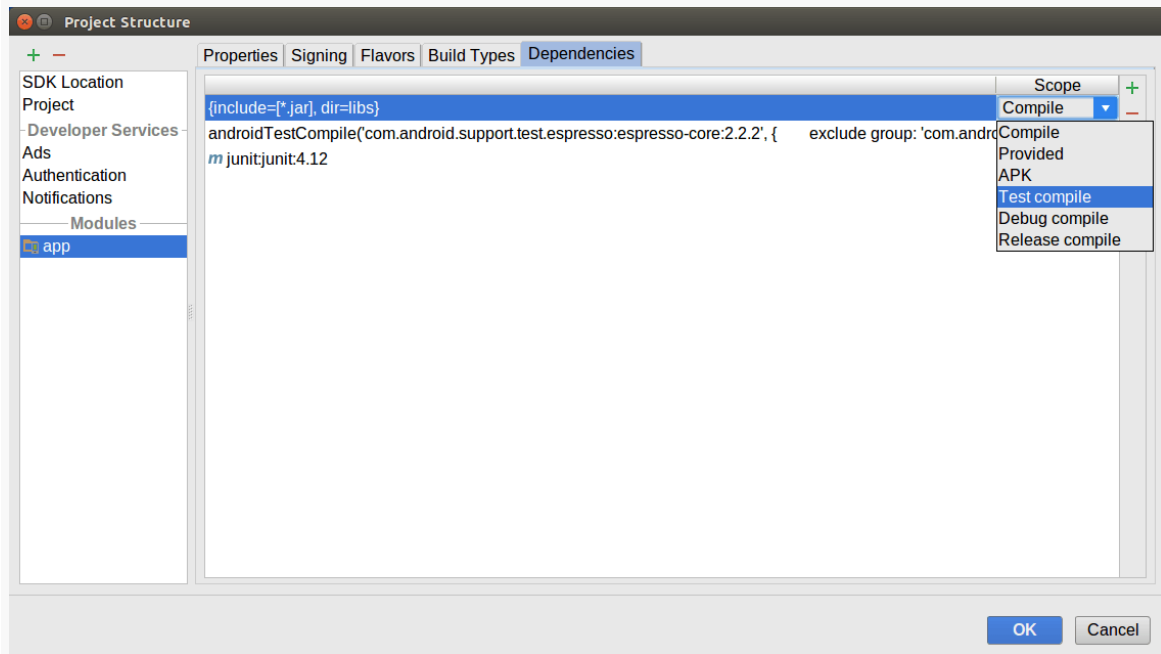 Project Structure
+ −
SDK Location
Project
Developer Services
Ads
Authentication
Notifications
Modules
app
Properties Signing Flavors Build Types Dependencies
Scope
{include=[*.jar], dir=libs} Compile
androidTestCompile('com.android.support.test.espresso:espresso-core:2.2.2', { exclude group: 'com.andro
m junit:junit:4.12
Compile
Provided
APK
Test compile
Debug compile
Release compile
+
−
OK Cancel